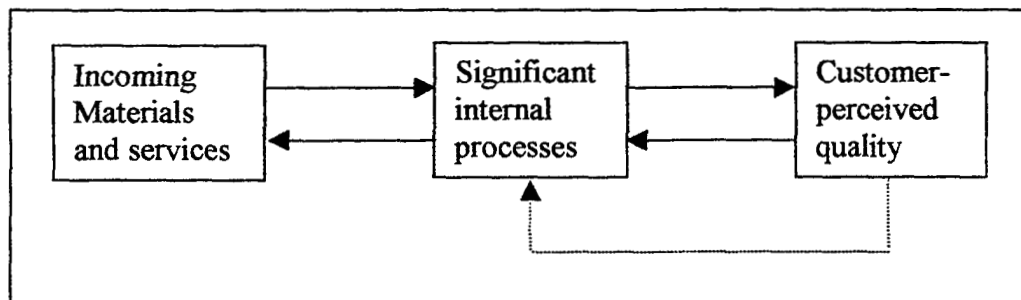 Incoming
Materials
and services
Significant
internal
processes
Customer-
perceived
quality